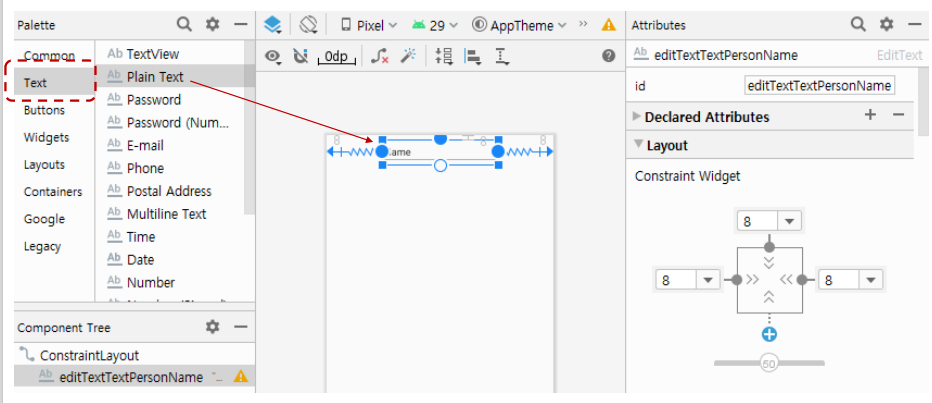 Palette
Common
Text
Buttons
Widgets
Layouts
Containers
Google
Legacy
Ab TextView
Ab Plain Text
Ab Password
Ab Password (Num...
Ab E-mail
Ab Phone
Ab Postal Address
Ab Multiline Text
Ab Time
Ab Date
Ab Number
Component Tree
ConstraintLayout
Ab editTextTextPersonName "...
Pixel 29 AppTheme
0dp
8 8 8
.ame
Attributes
Ab editTextTextPersonName EditText
id editTextTextPersonName
Declared Attributes
Layout
Constraint Widget
8
8 8
50